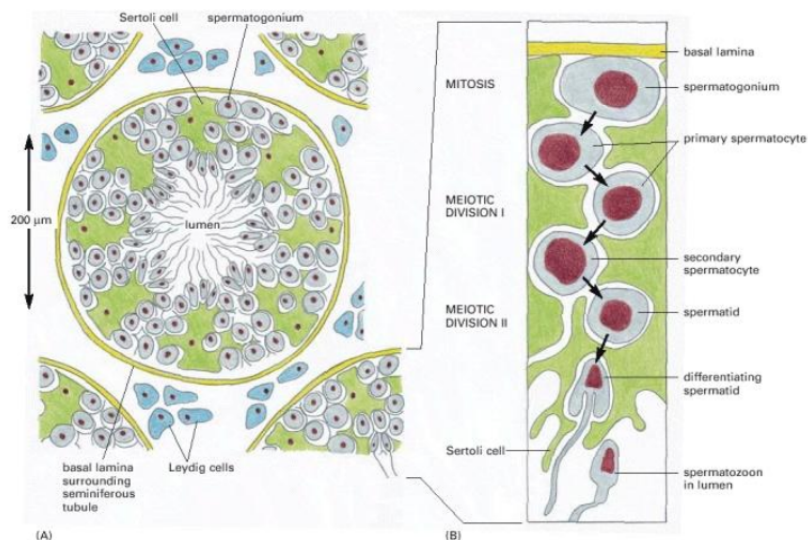 Sertoli cell
spermatogonium
200 μm
lumen
basal lamina
surrounding
seminiferous
tubule
Leydig cells
(A)
MITOSIS
MEIOTIC
DIVISION I
MEIOTIC
DIVISION II
Sertoli cell
basal lamina
spermatogonium
primary spermatocyte
secondary
spermatocyte
spermatid
differentiating
spermatid
spermatozoon
in lumen
(B)